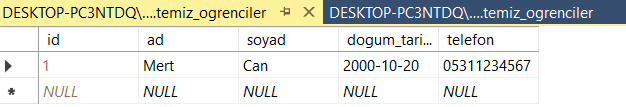 DESKTOP-PC3NTDQ\....temiz_ogrenciler DESKTOP-PC3NTDQ\....temiz_ogrenciler
id ad soyad dogum_tari... telefon
1 Mert Can 2000-10-20 05311234567
NULL NULL NULL NULL NULL